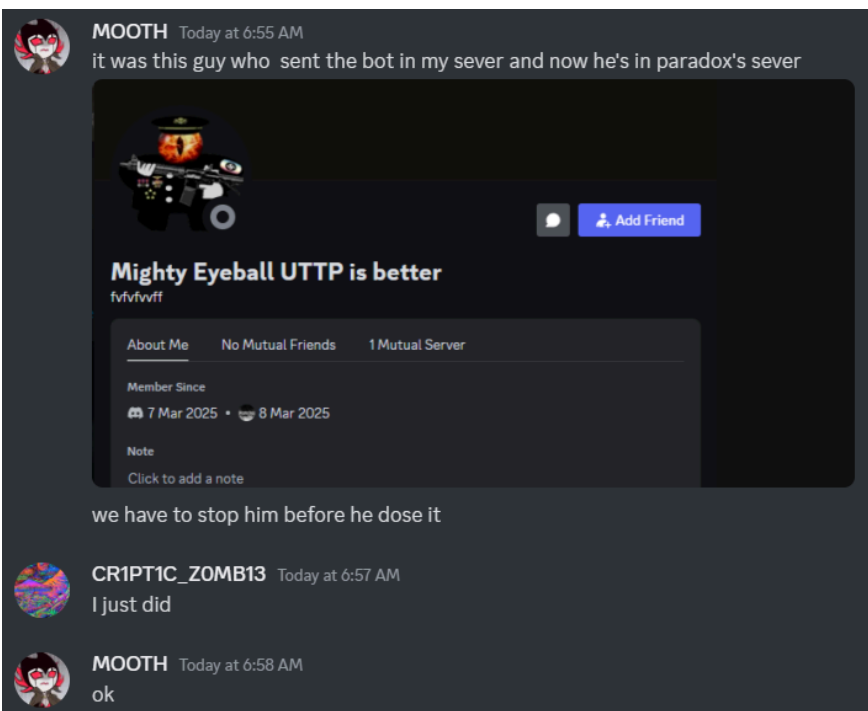 MOOTH Today at 6:55 AM
it was this guy who sent the bot in my sever and now he's in paradox's sever
Add Friend
Mighty Eyeball UTTP is better
fvfvfvvff
About Me No Mutual Friends 1 Mutual Server
Member Since
7 Mar 2025 • 8 Mar 2025
Note
Click to add a note
we have to stop him before he dose it
CR1PT1C_Z0MB13 Today at 6:57 AM
I just did
MOOTH Today at 6:58 AM
ok